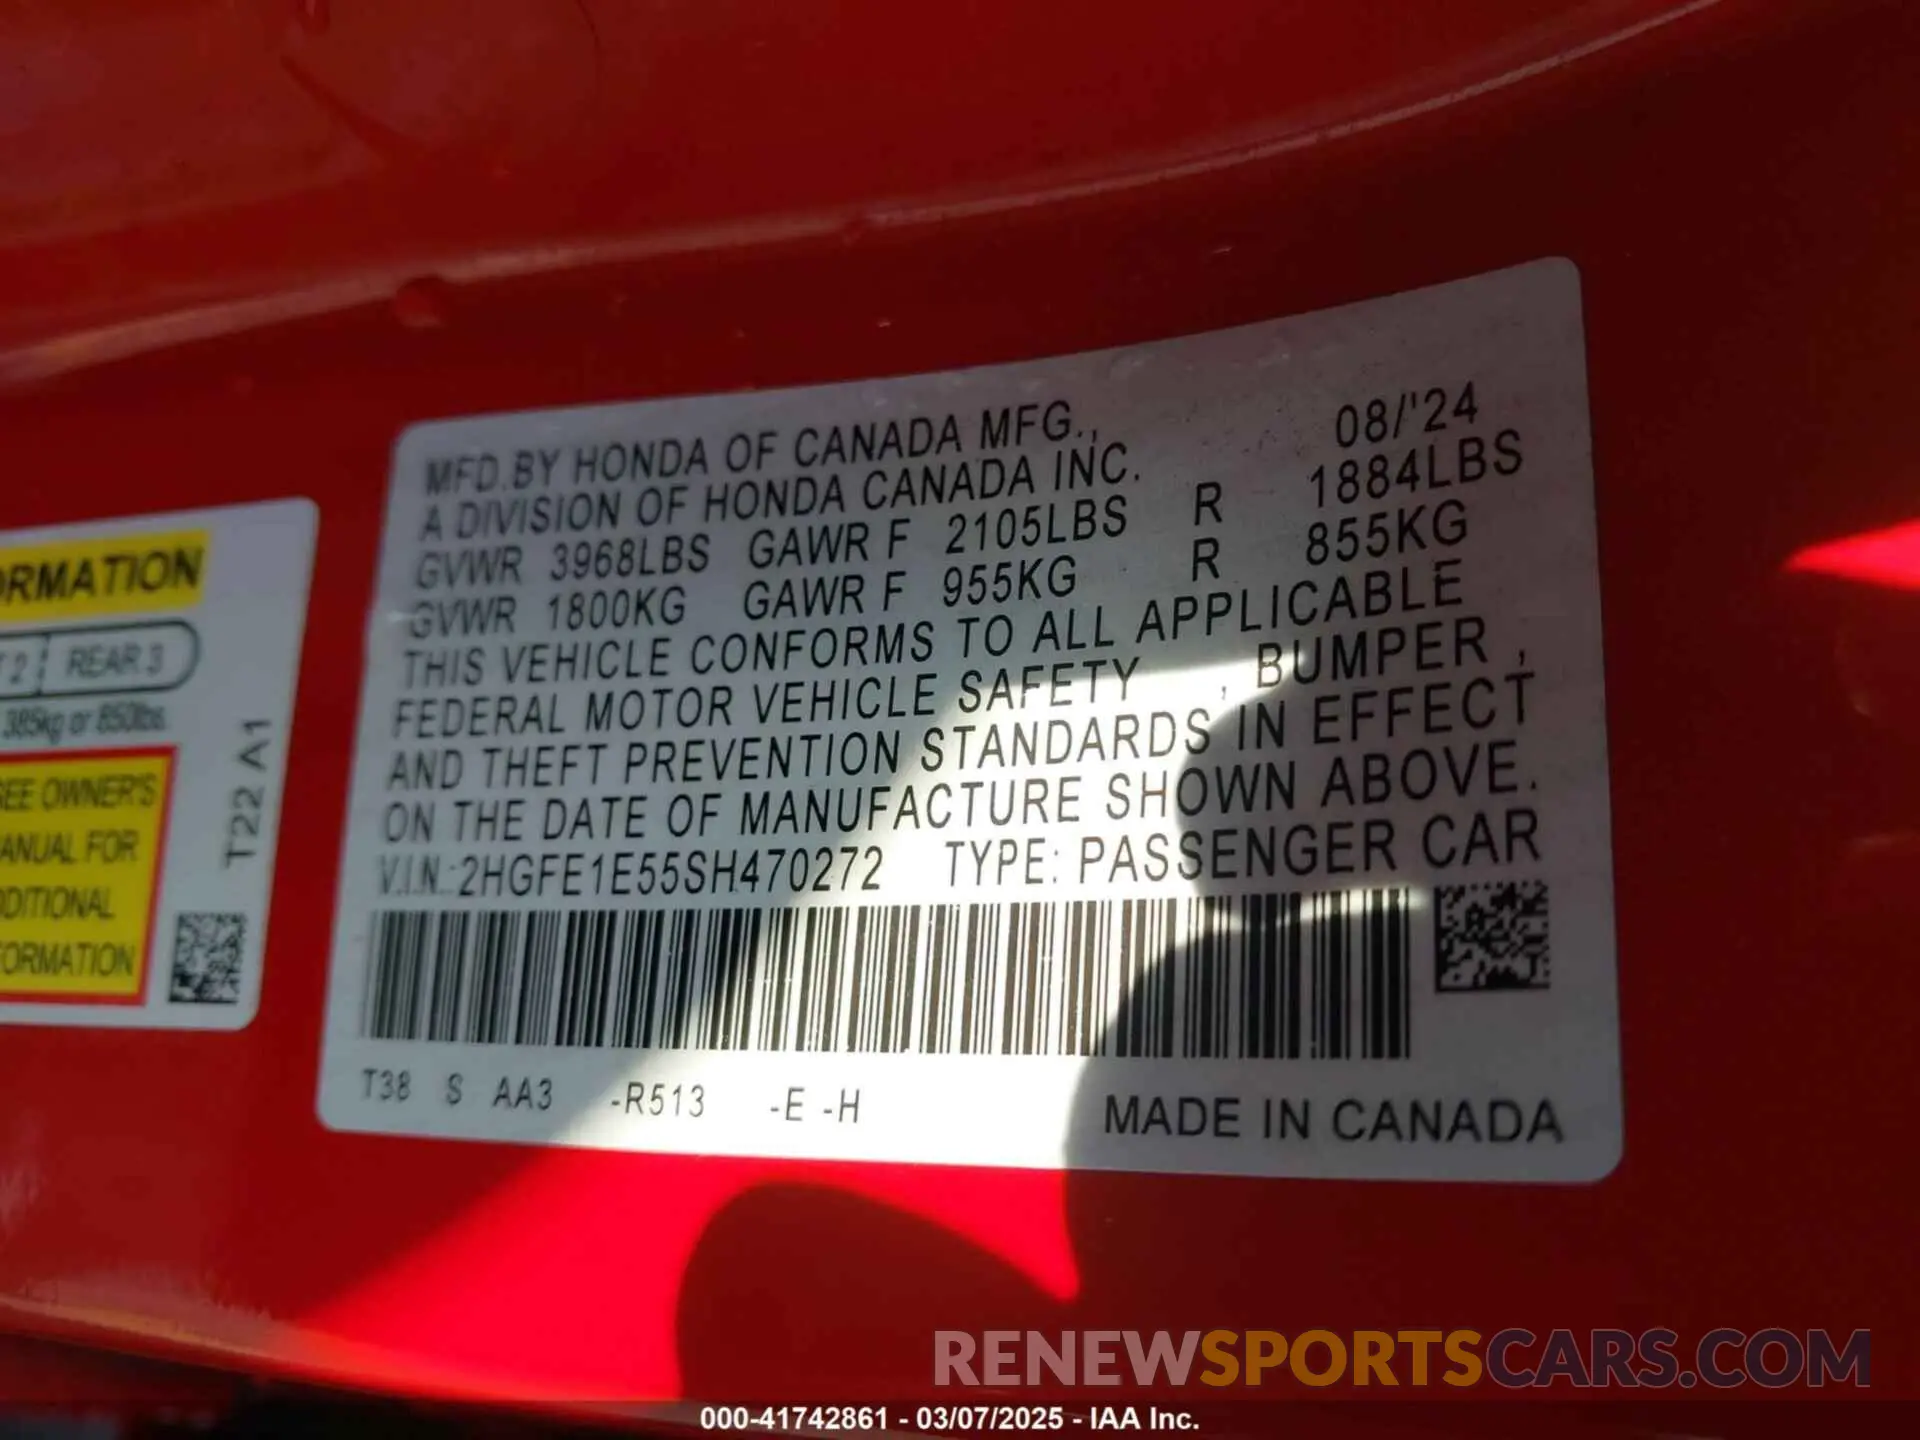 MFD.BY HONDA OF CANADA MFG., 08/'24
A DIVISION OF HONDA CANADA INC.
GVWR 3968LBS GAWR F 2105LBS R 1884LBS
GVWR 1800KG GAWR F 955KG R 855KG
THIS VEHICLE CONFORMS TO ALL APPLICABLE
FEDERAL MOTOR VEHICLE SAFETY , BUMPER ,
AND THEFT PREVENTION STANDARDS IN EFFECT
ON THE DATE OF MANUFACTURE SHOWN ABOVE.
V.I.N.:2HGFE1E55SH470272 TYPE: PASSENGER CAR
T38 S AA3 -R513 -E -H
MADE IN CANADA
ORMATION
T 2 REAR 3
385kg or 850lbs.
SEE OWNER'S
MANUAL FOR
ADDITIONAL
FORMATION
T22 A1
RENEWSPORTSCARS.COM
000-41742861 - 03/07/2025 - IAA Inc.